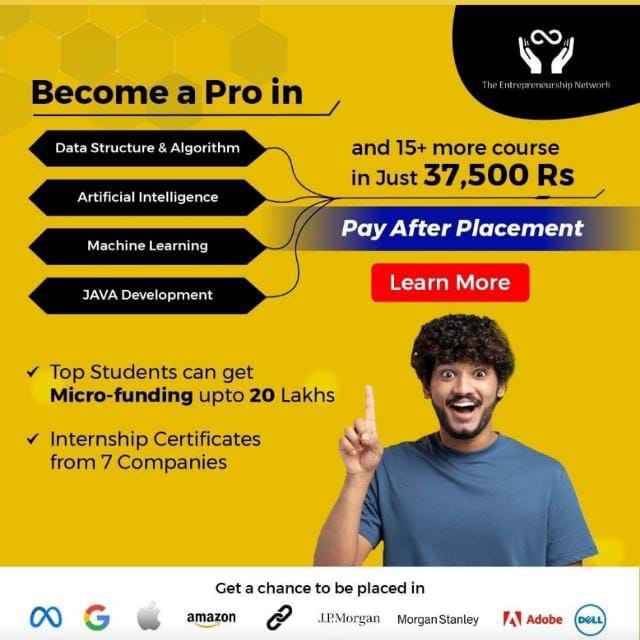 The Entrepreneurship Network
Become a Pro in
Data Structure & Algorithm
Artificial Intelligence
Machine Learning
JAVA Development
and 15+ more course
in Just 37,500 Rs
Pay After Placement
Learn More
Top Students can get
Micro-funding upto 20 Lakhs
Internship Certificates
from 7 Companies
Get a chance to be placed in
amazon
J.P.Morgan
Morgan Stanley
Adobe
DELL